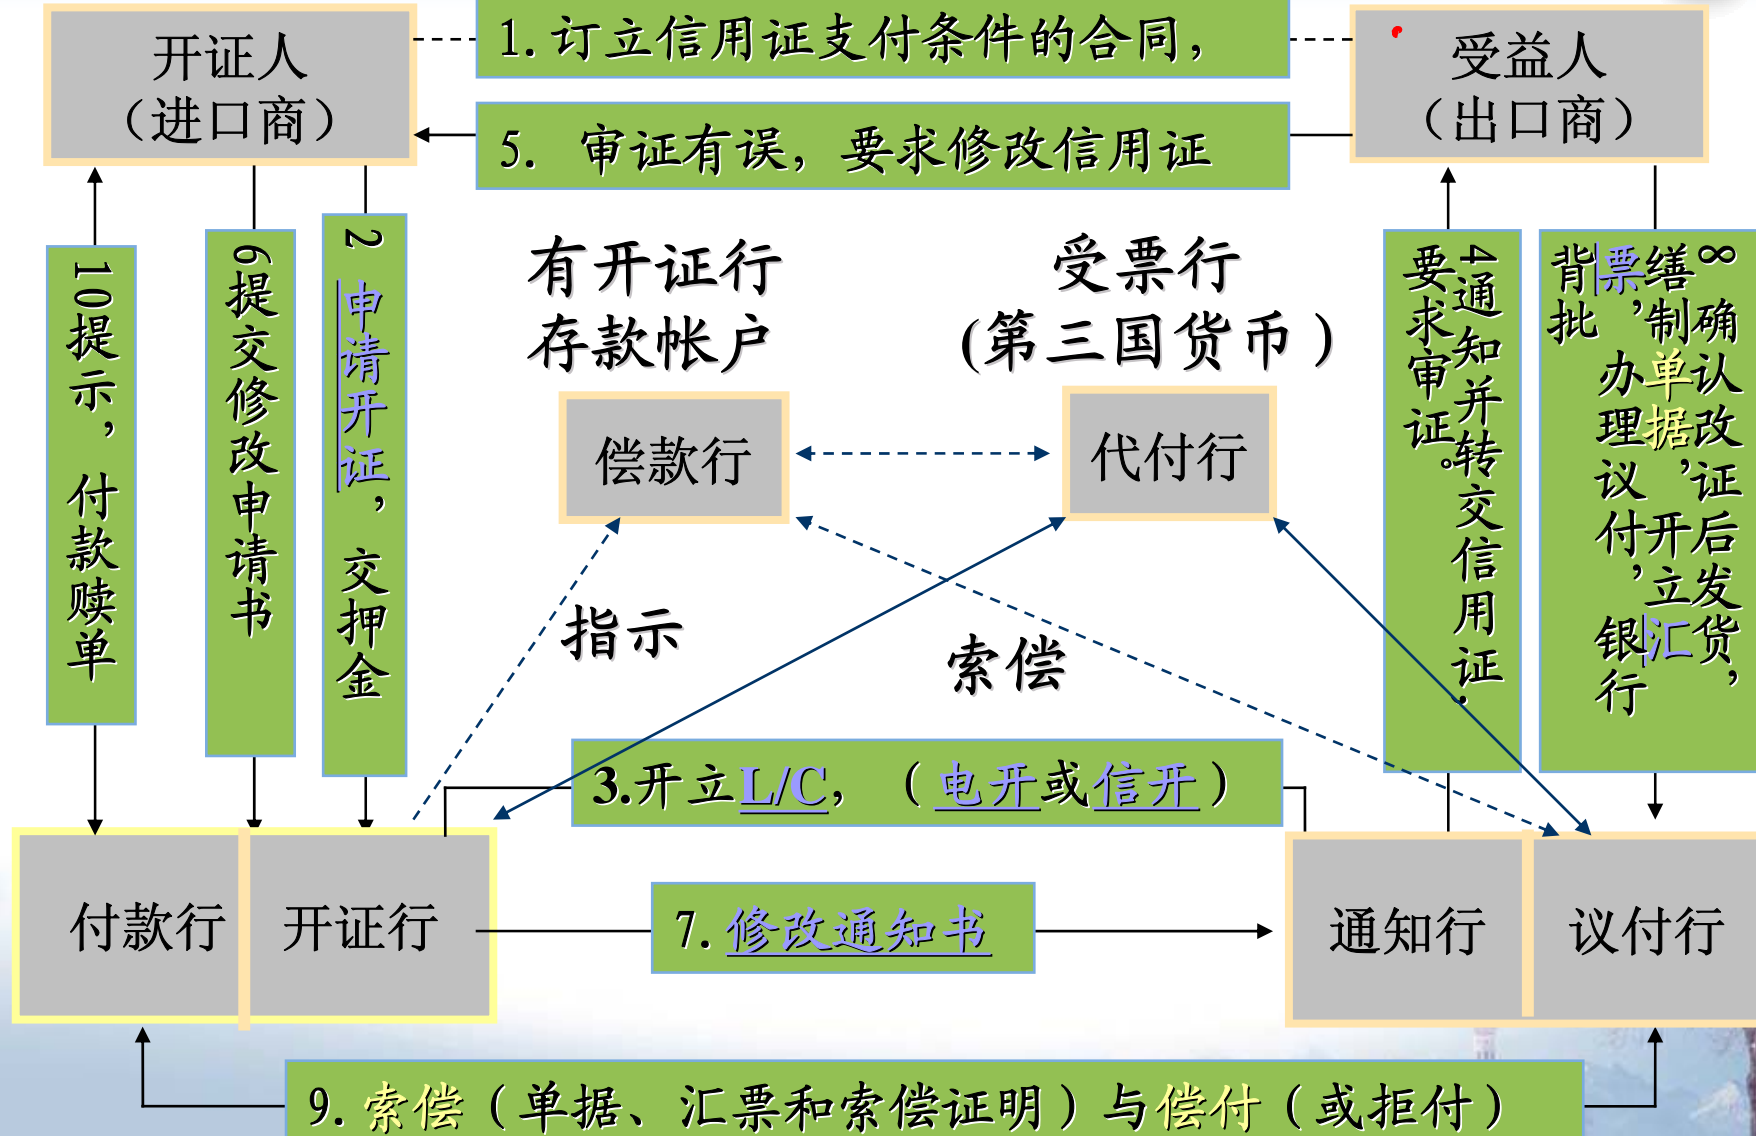 开证人
（进口商）
1. 订立信用证支付条件的合同，
受益人
（出口商）
5. 审证有误，要求修改信用证
10提示，付款赎单
6提交修改申请书
2 申请开证，交押金
有开证行
存款帐户
受票行
(第三国货币)
4通知并转交信用证.
要求审证。
8 确认改证后发货，
缮制单据，开立汇
票，办理议付，银行
背批
偿款行
代付行
指示
索偿
3.开立L/C，（电开或信开）
付款行
开证行
7. 修改通知书
通知行
议付行
9. 索偿（单据、汇票和索偿证明）与偿付（或拒付）